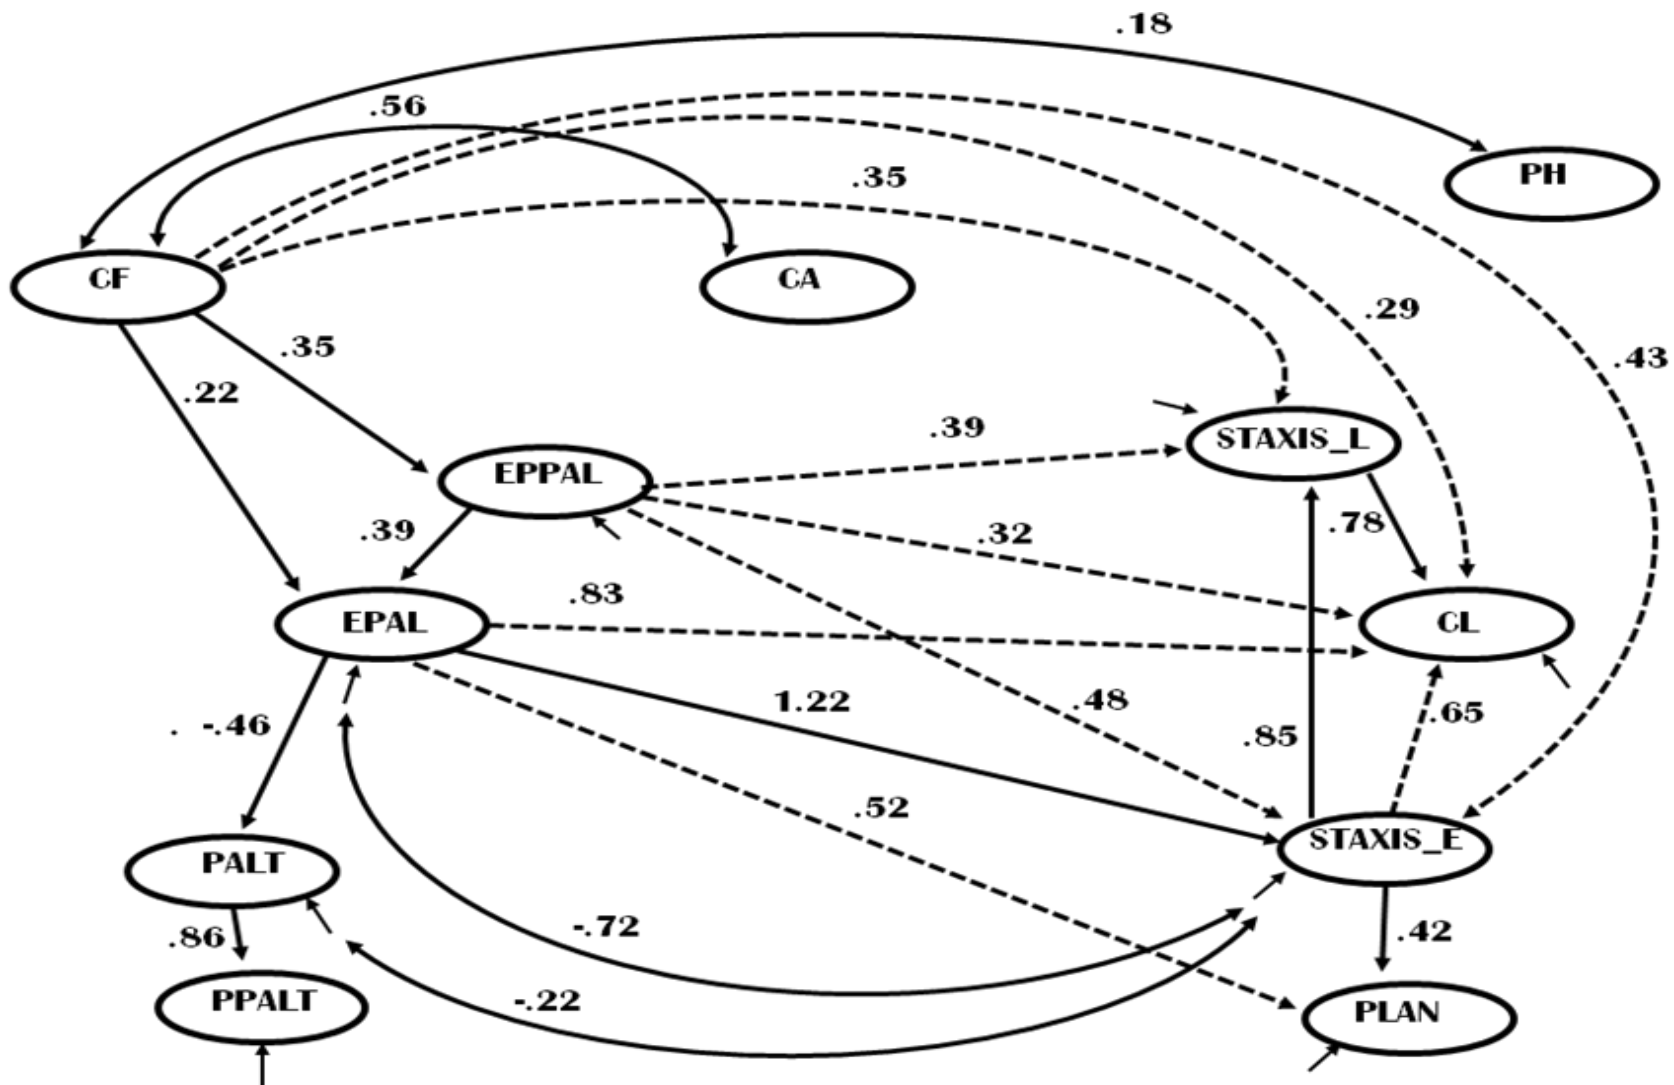 .18
.56
PH
.35
CF
CA
.29
.35
.43
.22
.39
STAXIS_L
EPPAL
.39
.78
.32
.83
EPAL
CL
1.22
.48
.65
. -.46
.85
.52
STAXIS_E
PALT
-.72
.86
.42
PPALT
-.22
PLAN